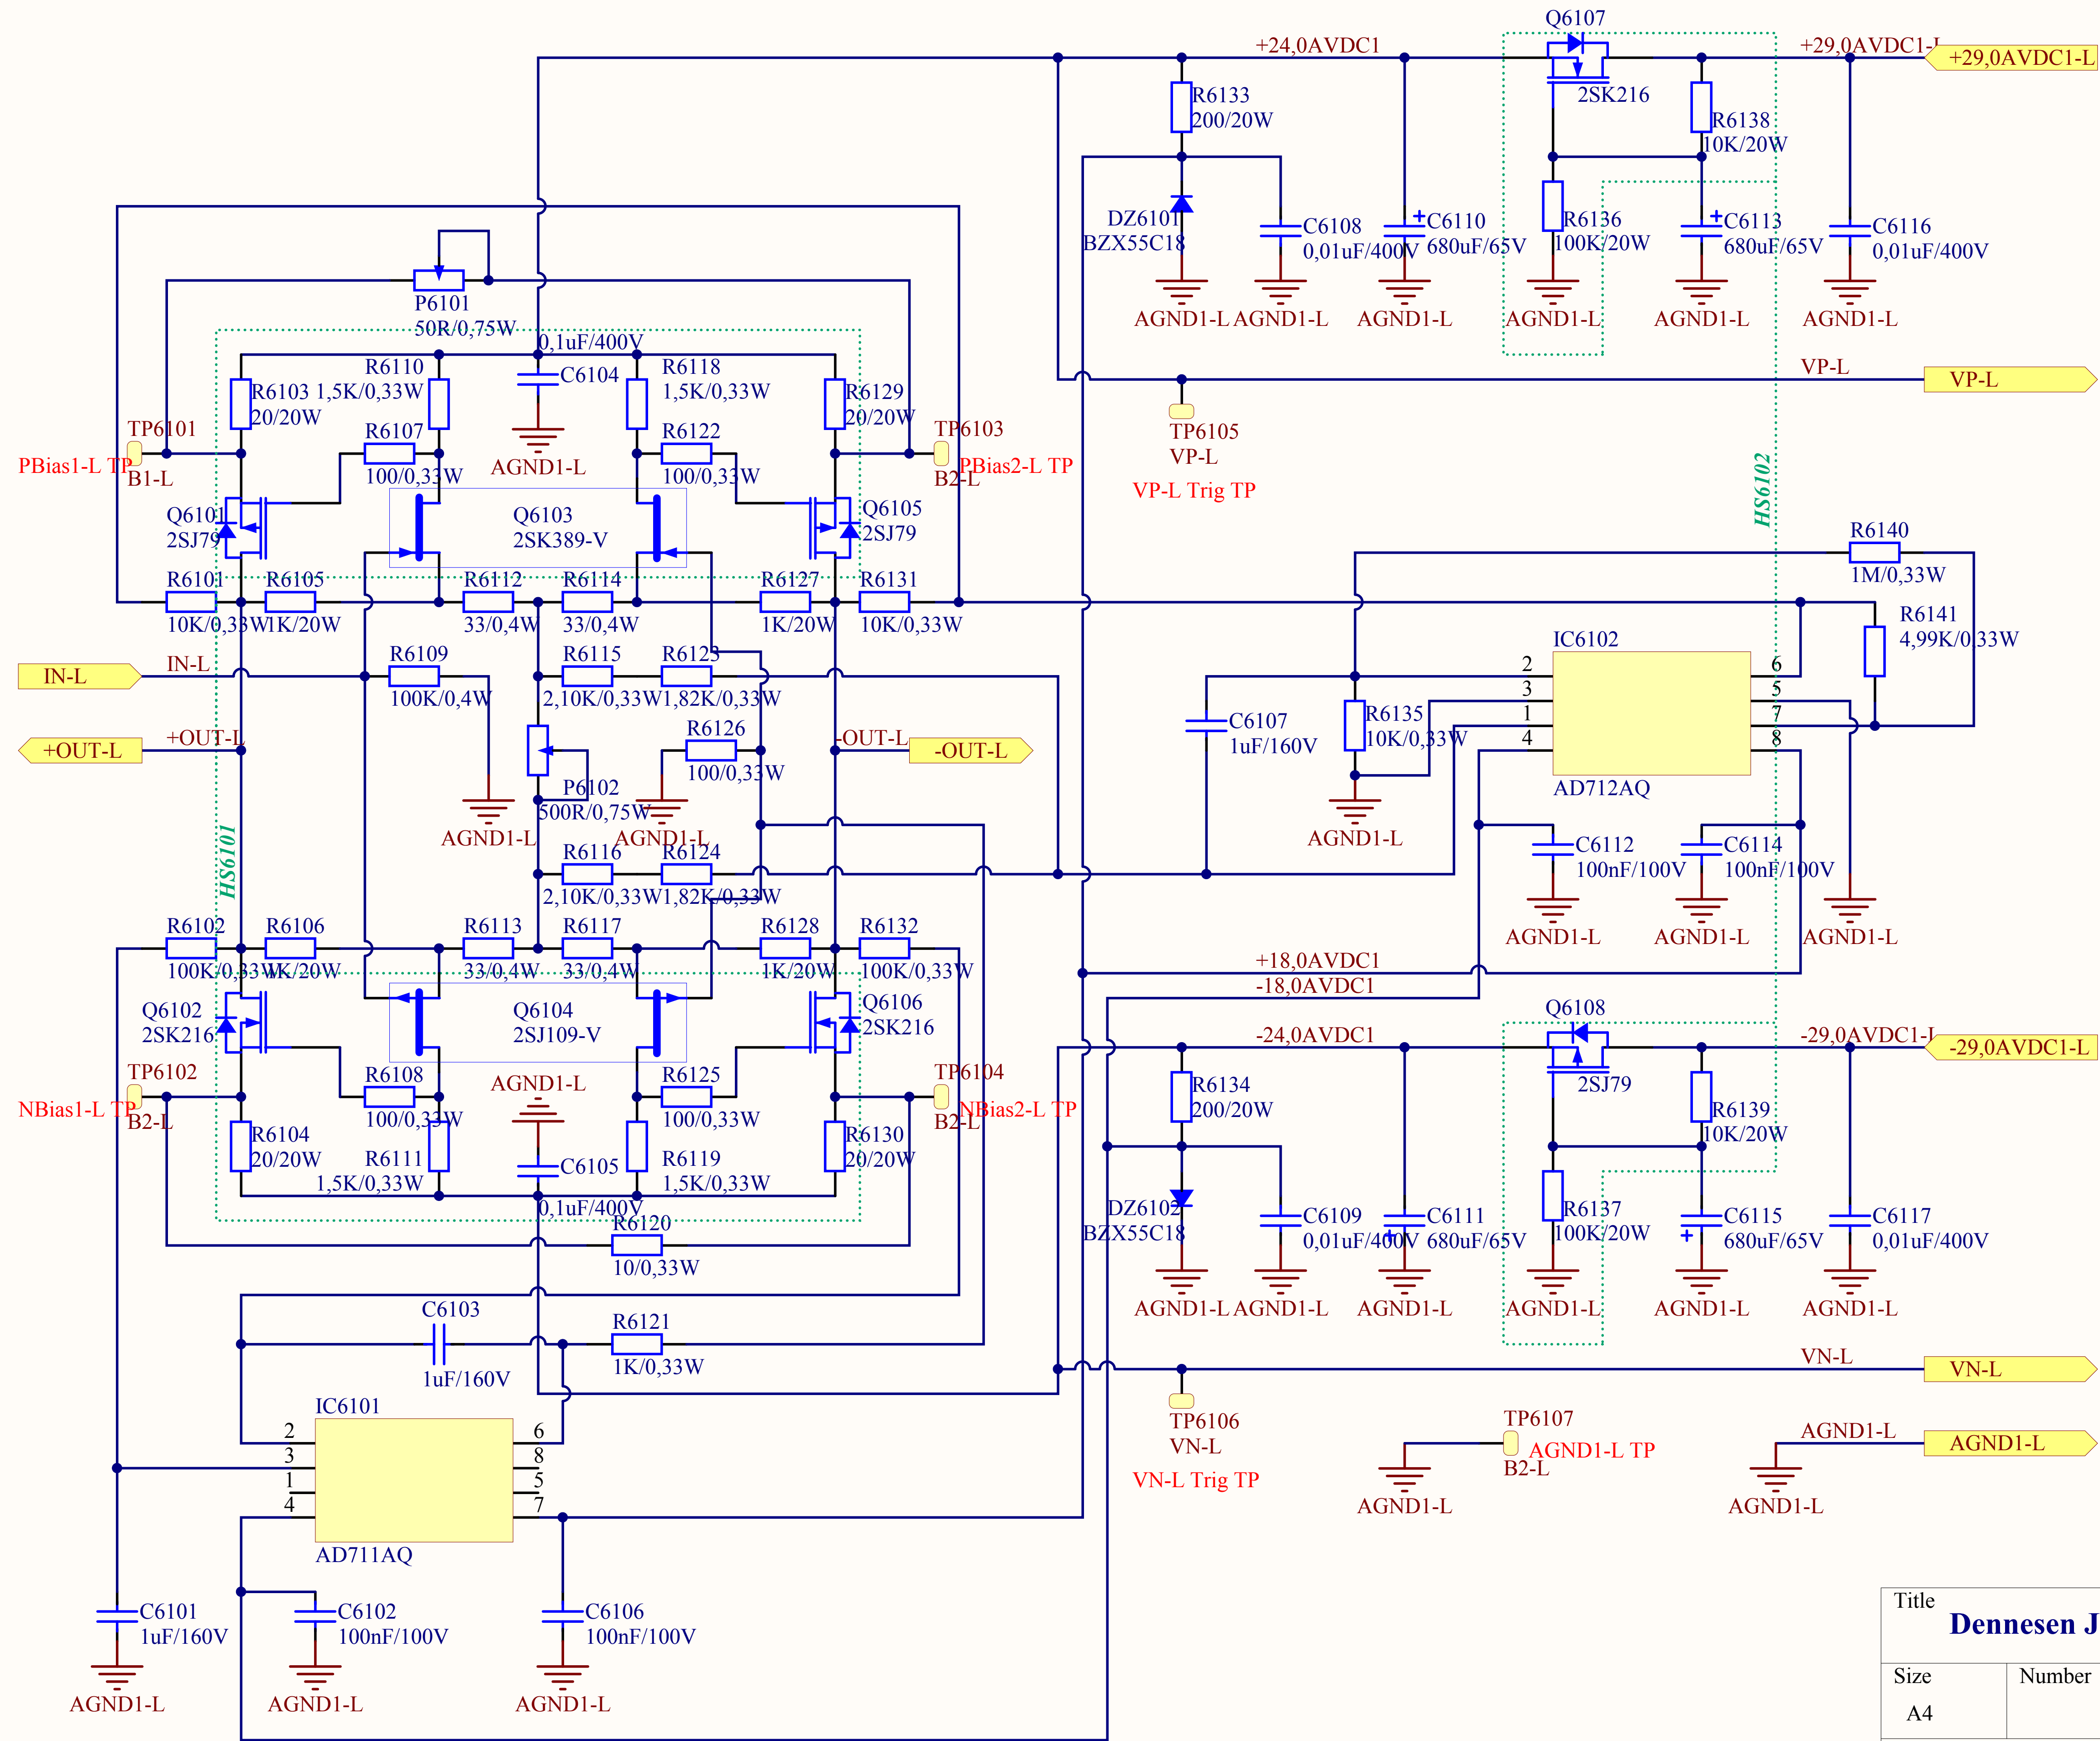 Q6107
+24,0AVDC1
+29,0AVDC1-L
+29,0AVDC1-L
2SK216
R6133
200/20W
R6138
10K/20W
DZ6101
BZX55C18
C6108
0,01uF/400V
C6110
680uF/65V
R6136
100K/20W
C6113
680uF/65V
C6116
0,01uF/400V
AGND1-L
AGND1-L
AGND1-L
AGND1-L
AGND1-L
AGND1-L
P6101
50R/0,75W
0,1uF/400V
C6104
R6110
1,5K/0,33W
R6118
1,5K/0,33W
R6103
20/20W
R6129
20/20W
VP-L
VP-L
TP6101
PBias1-L TP
B1-L
R6107
100/0,33W
AGND1-L
R6122
100/0,33W
TP6103
PBias2-L TP
B2-L
TP6105
VP-L
VP-L Trig TP
HS6102
Q6101
2SJ79
Q6103
2SK389-V
Q6105
2SJ79
R6140
1M/0,33W
R6101
10K/0,33W
R6105
1K/20W
R6112
33/0,4W
R6114
33/0,4W
R6127
1K/20W
R6131
10K/0,33W
R6141
4,99K/0,33W
IN-L
IN-L
R6109
100K/0,4W
R6115
2,10K/0,33W
R6123
1,82K/0,33W
IC6102
2
3
1
4
6
5
7
8
AD712AQ
C6107
1uF/160V
R6135
10K/0,33W
+OUT-L
+OUT-L
R6126
100/0,33W
-OUT-L
-OUT-L
P6102
500R/0,75W
AGND1-L
AGND1-L
AGND1-L
HS6101
R6116
2,10K/0,33W
R6124
1,82K/0,33W
C6112
100nF/100V
C6114
100nF/100V
AGND1-L
AGND1-L
AGND1-L
R6102
100K/0,33W
R6106
1K/20W
R6113
33/0,4W
R6117
33/0,4W
R6128
1K/20W
R6132
100K/0,33W
+18,0AVDC1
-18,0AVDC1
Q6102
2SK216
Q6104
2SJ109-V
Q6106
2SK216
Q6108
-24,0AVDC1
-29,0AVDC1-L
-29,0AVDC1-L
2SJ79
TP6102
NBias1-L TP
B2-L
R6108
100/0,33W
AGND1-L
R6125
100/0,33W
TP6104
NBias2-L TP
B2-L
R6134
200/20W
R6139
10K/20W
R6104
20/20W
R6111
1,5K/0,33W
C6105
0,1uF/400V
R6119
1,5K/0,33W
R6130
20/20W
DZ6102
BZX55C18
C6109
0,01uF/400V
C6111
680uF/65V
R6137
100K/20W
C6115
680uF/65V
C6117
0,01uF/400V
R6120
10/0,33W
AGND1-L
AGND1-L
AGND1-L
AGND1-L
AGND1-L
AGND1-L
C6103
1uF/160V
R6121
1K/0,33W
VN-L
VN-L
TP6106
VN-L
VN-L Trig TP
IC6101
2
3
1
4
6
8
5
7
AD711AQ
TP6107
AGND1-L TP
B2-L
AGND1-L
AGND1-L
AGND1-L
AGND1-L
C6101
1uF/160V
C6102
100nF/100V
C6106
100nF/100V
AGND1-L
AGND1-L
AGND1-L
Title
Dennesen J
Size
Number
A4